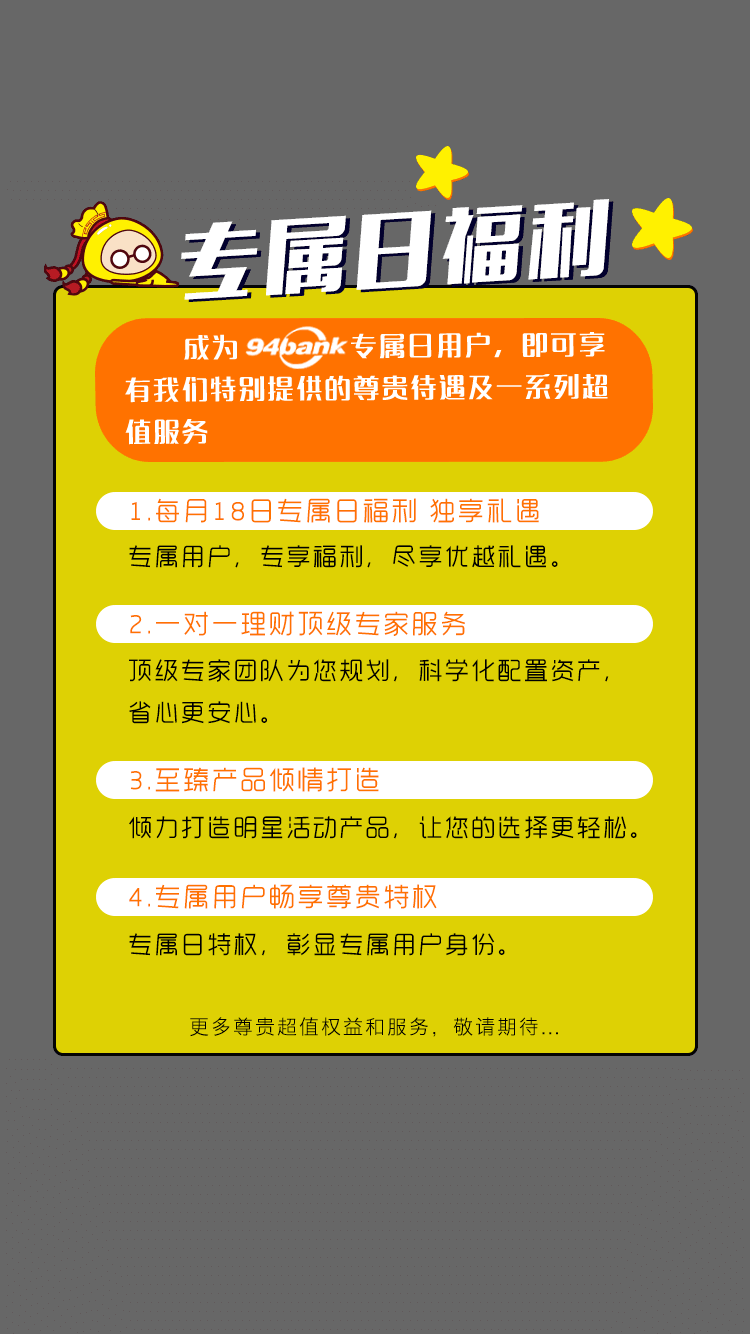 专属日福利
成为 94bank 专属日用户，即可享
有我们特别提供的尊贵待遇及一系列超
值服务
1.每月18日专属日福利 独享礼遇
专属用户，专享福利，尽享优越礼遇。
2.一对一理财顶级专家服务
顶级专家团队为您规划，科学化配置资产，
省心更安心。
3.至臻产品倾情打造
倾力打造明星活动产品，让您的选择更轻松。
4.专属用户畅享尊贵特权
专属日特权，彰显专属用户身份。
更多尊贵超值权益和服务，敬请期待...